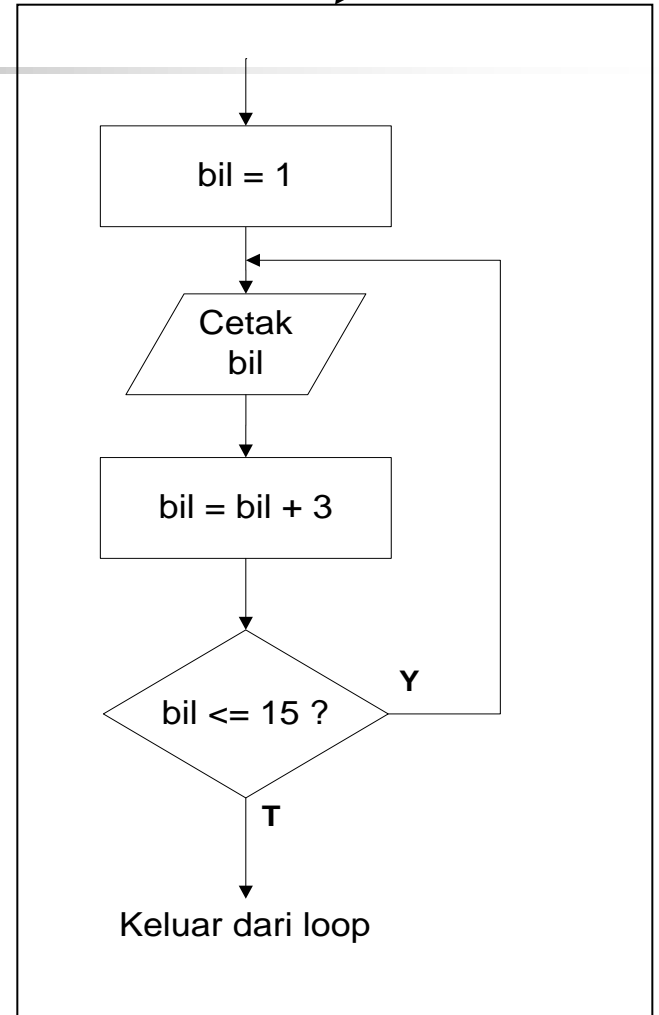 bil = 1
Cetak
bil
bil = bil + 3
Y
bil <= 15 ?
T
Keluar dari loop